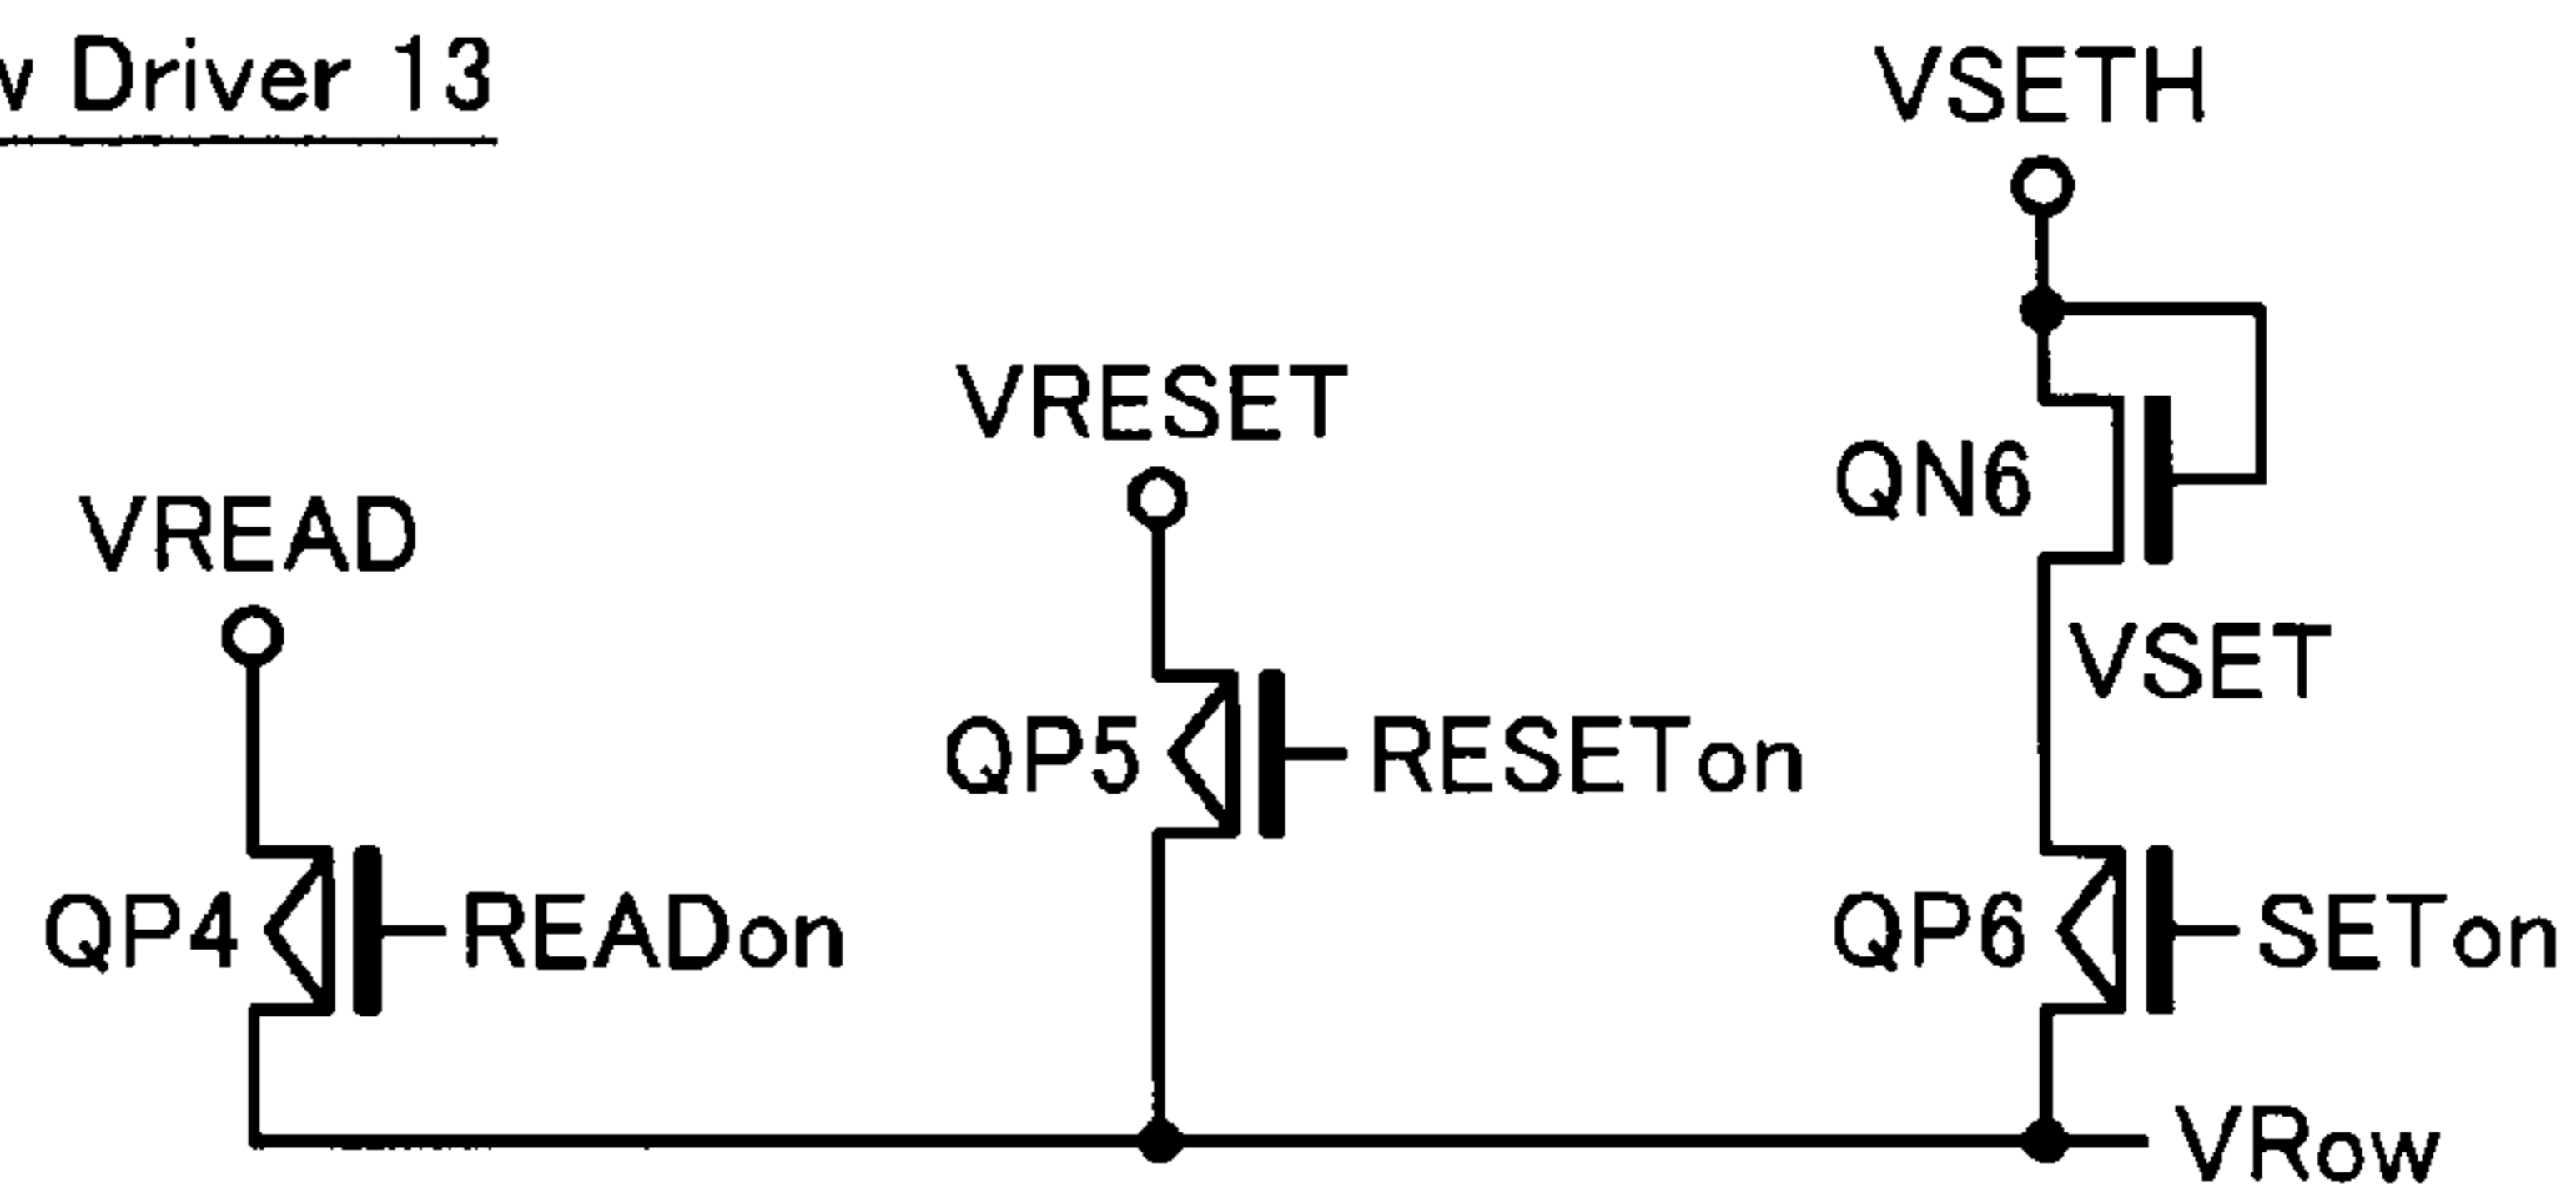 w Driver 13
VSETH
VRESET
QN6
VREAD
VSET
QP5
RESETon
QP4
READon
QP6
SETon
VRow